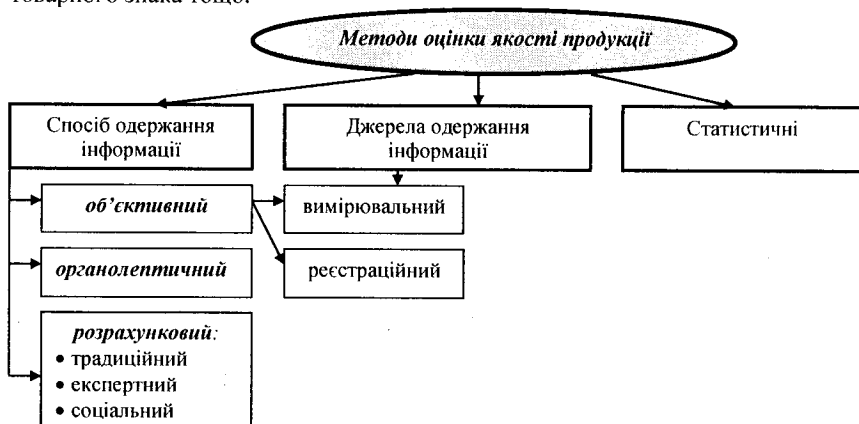 товарного знака тощо.
Методи оцінки якості продукції
Спосіб одержання
інформації
Джерела одержання
інформації
Статистичні
об’єктивний
вимірювальний
органолептичний
реєстраційний
розрахунковий:
• традиційний
• експертний
• соціальний